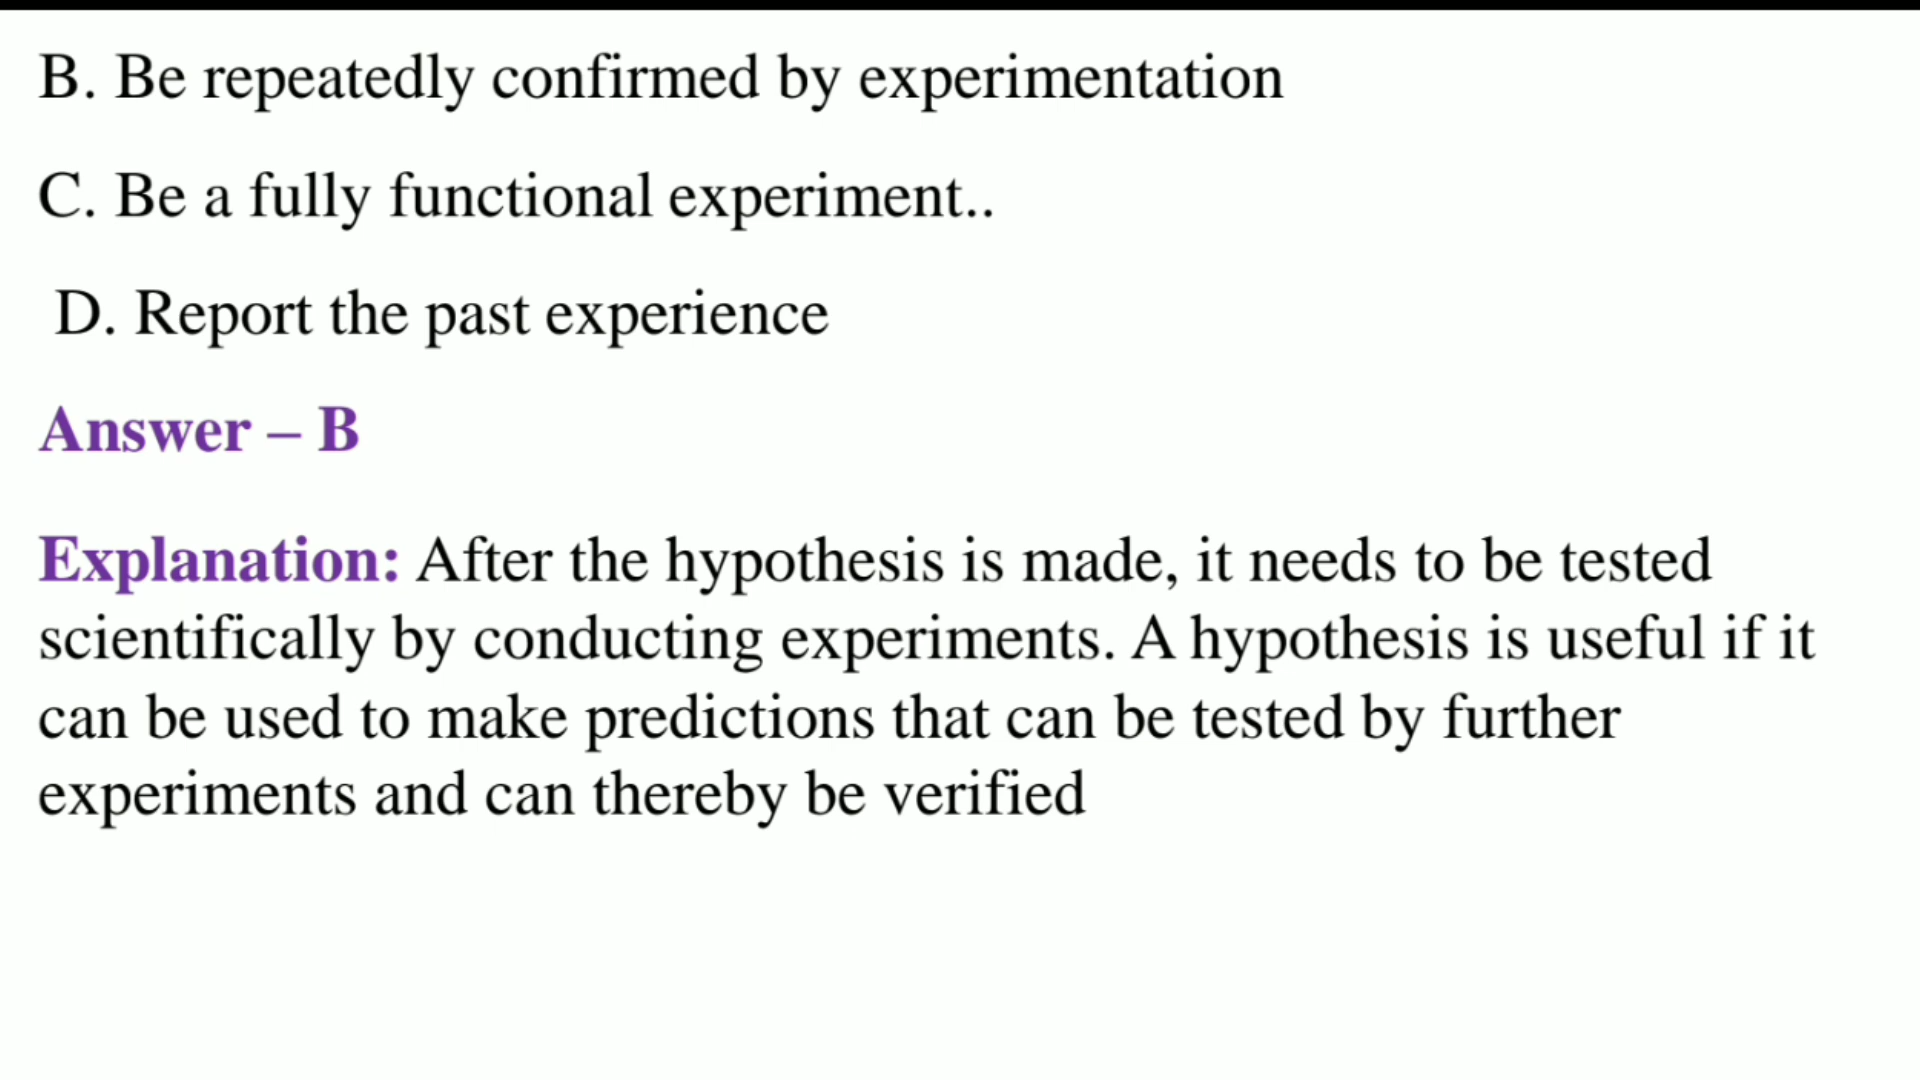 B. Be repeatedly confirmed by experimentation
C. Be a fully functional experiment..
D. Report the past experience
Answer – B
Explanation: After the hypothesis is made, it needs to be tested
scientifically by conducting experiments. A hypothesis is useful if it
can be used to make predictions that can be tested by further
experiments and can thereby be verified